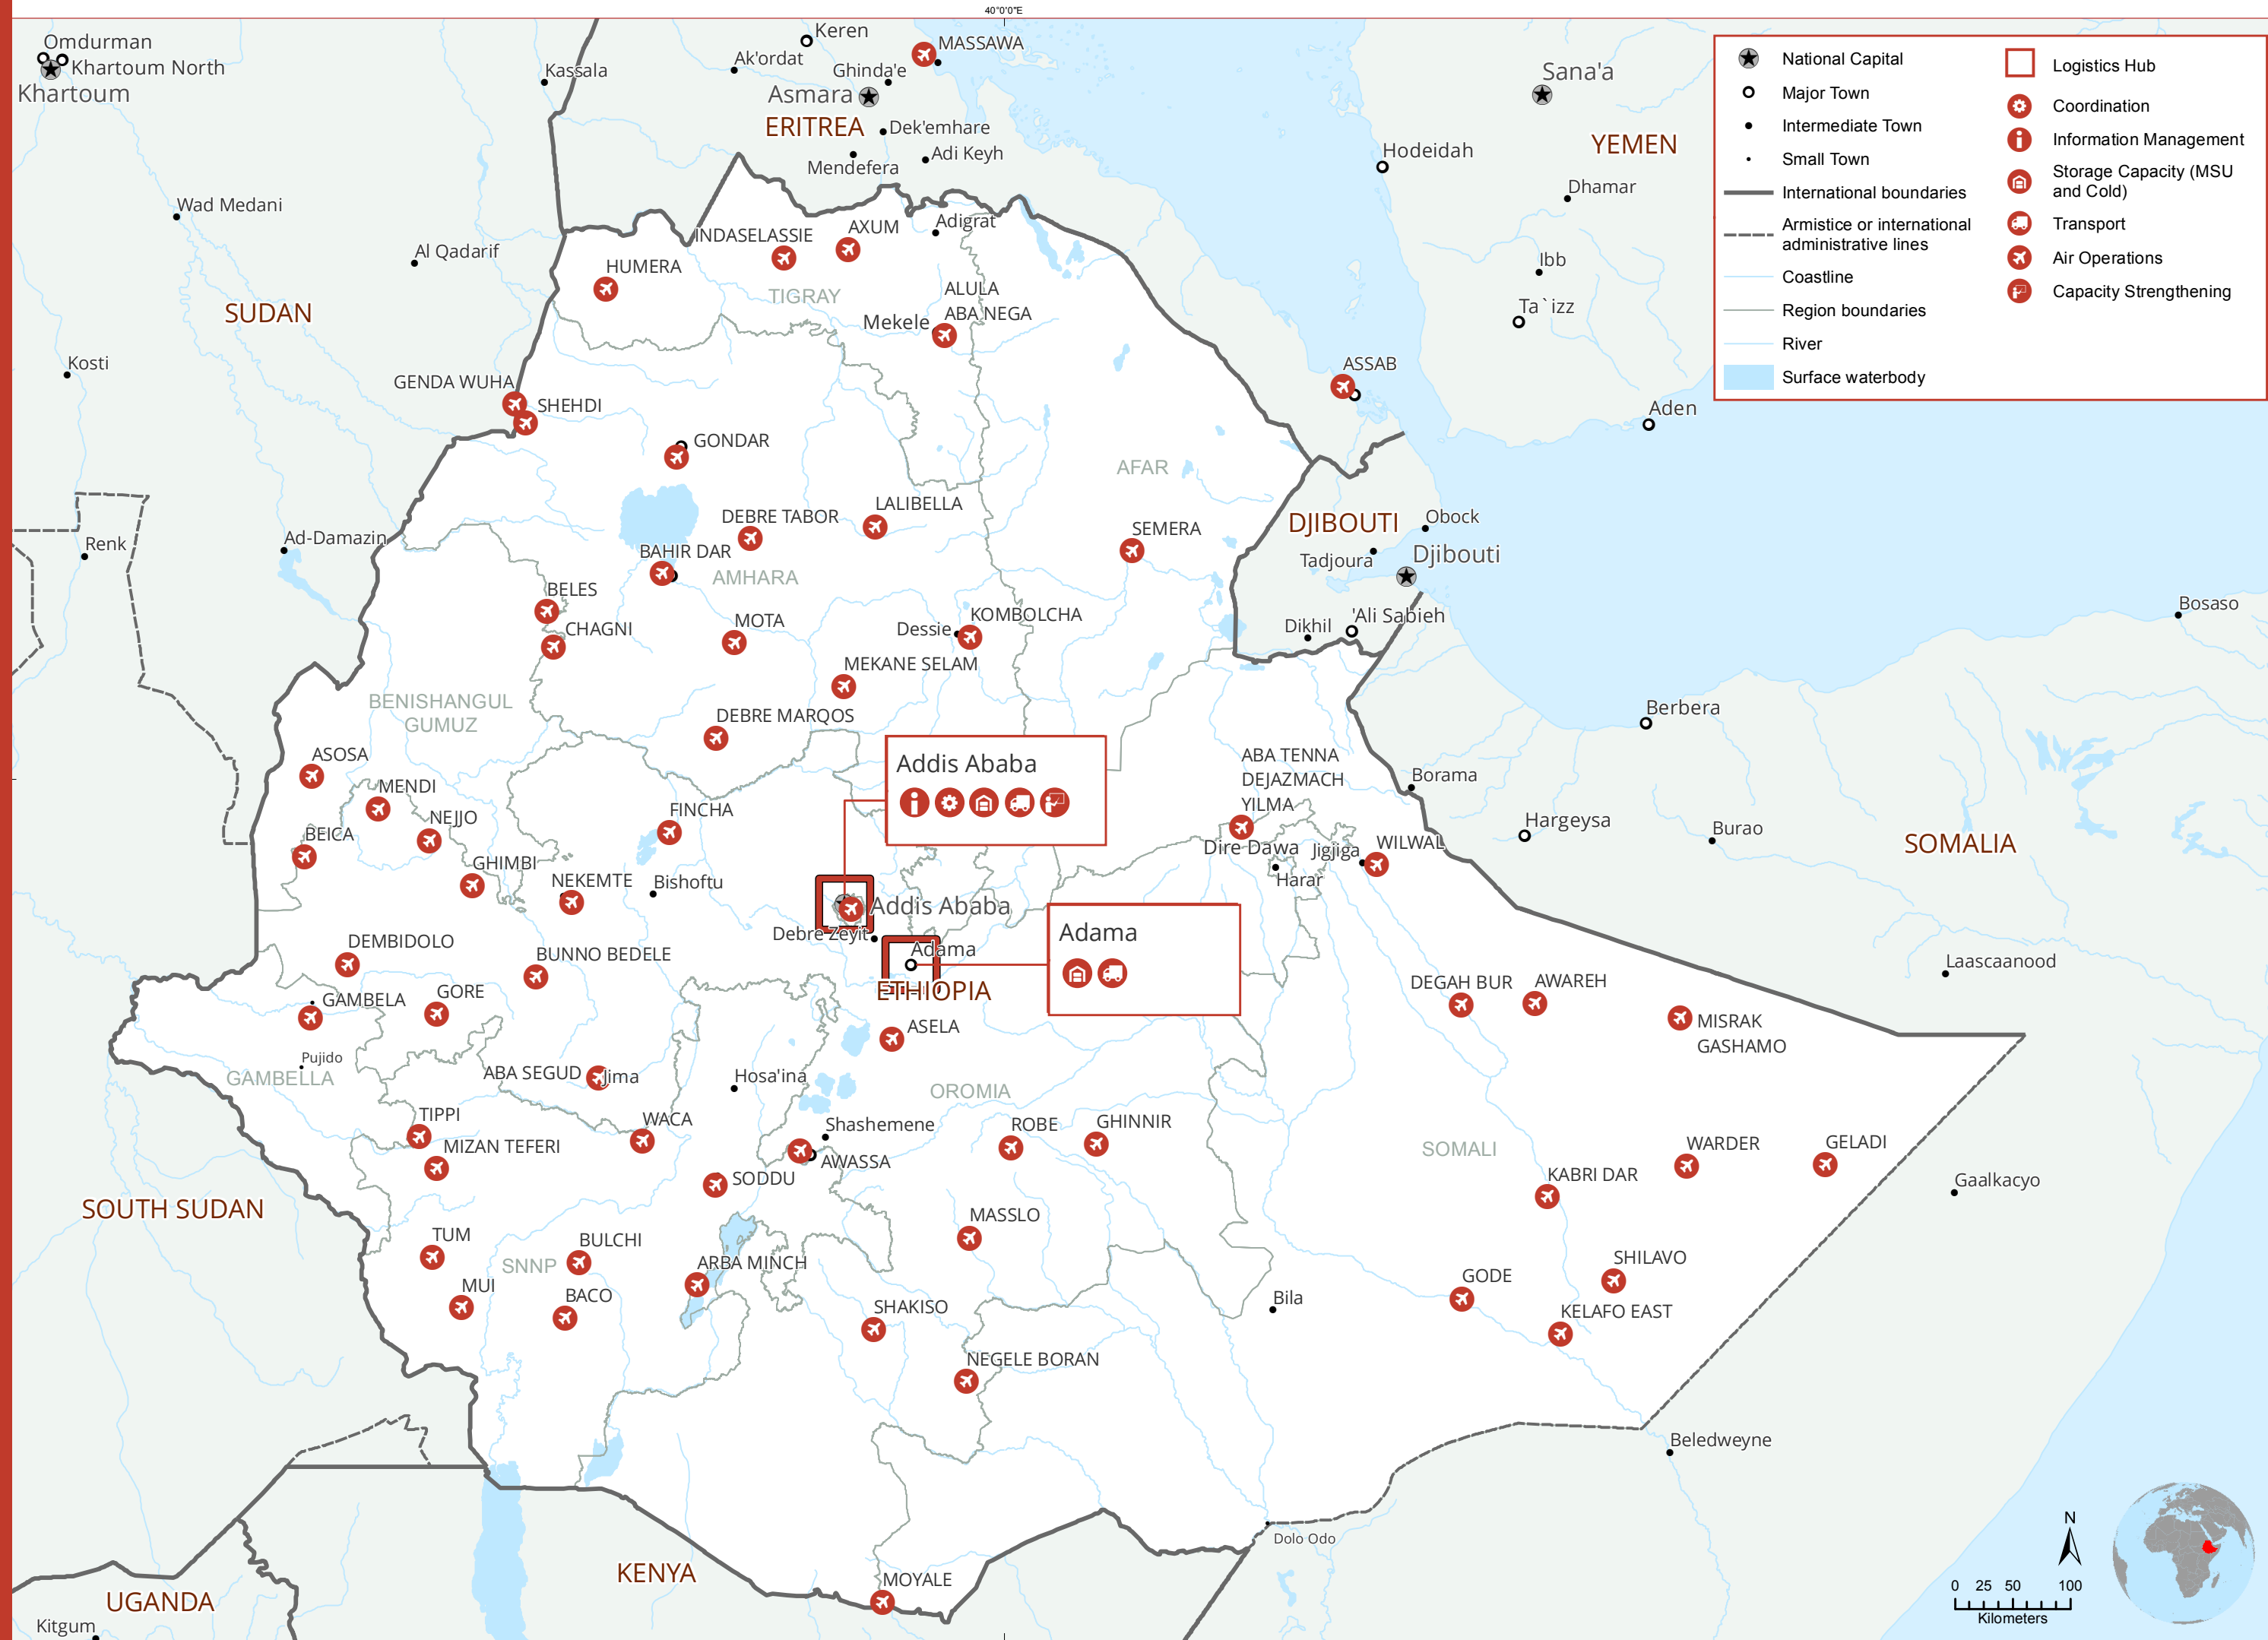 40°0'0"E
Omdurman
Khartoum North
Khartoum
Kassala
Keren
MASSAWA
Ak'ordat
Ghinda'e
Asmara
ERITREA
Dek'emhare
Adi Keyh
Mendefera
Sana'a
YEMEN
Hodeidah
Dhamar
Ibb
Ta`izz
Aden
National Capital
Major Town
Intermediate Town
Small Town
International boundaries
Armistice or international
administrative lines
Coastline
Region boundaries
River
Surface waterbody
Logistics Hub
Coordination
Information Management
Storage Capacity (MSU
and Cold)
Transport
Air Operations
Capacity Strengthening
Wad Medani
Al Qadarif
SUDAN
Kosti
Renk
Ad-Damazin
INDASELASSIE
AXUM
Adigrat
HUMERA
TIGRAY
ALULA
ABA NEGA
Mekele
ASSAB
GENDA WUHA
SHEHDI
GONDAR
AFAR
LALIBELLA
DEBRE TABOR
SEMERA
DJIBOUTI
Obock
Tadjoura
Djibouti
BAHIR DAR
AMHARA
BELES
CHAGNI
MOTA
Dessie
KOMBOLCHA
Dikhil
'Ali Sabieh
Bosaso
MEKANE SELAM
BENISHANGUL
GUMUZ
DEBRE MARQOS
Berbera
ASOSA
MENDI
NEJJO
BEICA
FINCHA
Addis Ababa
ABA TENNA
DEJAZMACH
YILMA
Borama
Hargeysa
Burao
SOMALIA
Dire Dawa
Jigjiga
WILWAL
Harar
GHIMBI
NEKEMTE
Bishoftu
Addis Ababa
Debre Zeyit
Adama
Adama
ETHIOPIA
DEMBIDOLO
BUNNO BEDELE
GAMBELA
GORE
ASELA
DEGAH BUR
AWAREH
MISRAK
GASHAMO
Laascaanood
Pujido
GAMBELLA
ABA SEGUD
Jima
Hosa'ina
OROMIA
TIPPI
MIZAN TEFERI
WACA
Shashemene
AWASSA
ROBE
GHINNIR
SOMALI
WARDER
GELADI
KABRI DAR
Gaalkacyo
SODDU
SOUTH SUDAN
MASSLO
TUM
BULCHI
SNNP
ARBA MINCH
MUI
BACO
SHAKISO
Bila
GODE
SHILAVO
KELAFO EAST
NEGELE BORAN
Beledweyne
Dolo Odo
KENYA
MOYALE
UGANDA
Kitgum
N
0 25 50 100
Kilometers